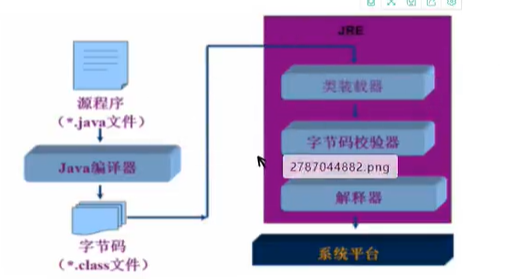 JRE
源程序
(*.java文件)
Java编译器
字节码
(*.class文件)
类装载器
字节码校验器
2787044882.png
解释器
系统平台